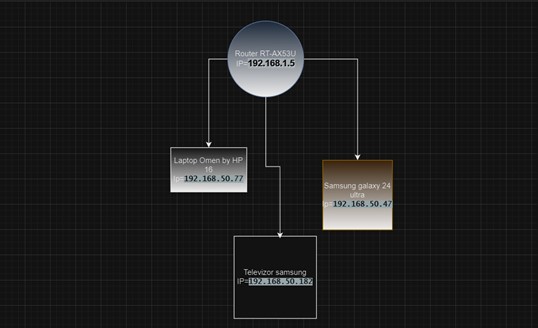 Router RT-AX53U
IP=192.168.1.5
Laptop Omen by HP
16
Ip=192.168.50.77
Samsung galaxy 24
ultra
Ip=192.168.50.47
Televizor samsung
IP=192.168.50.182